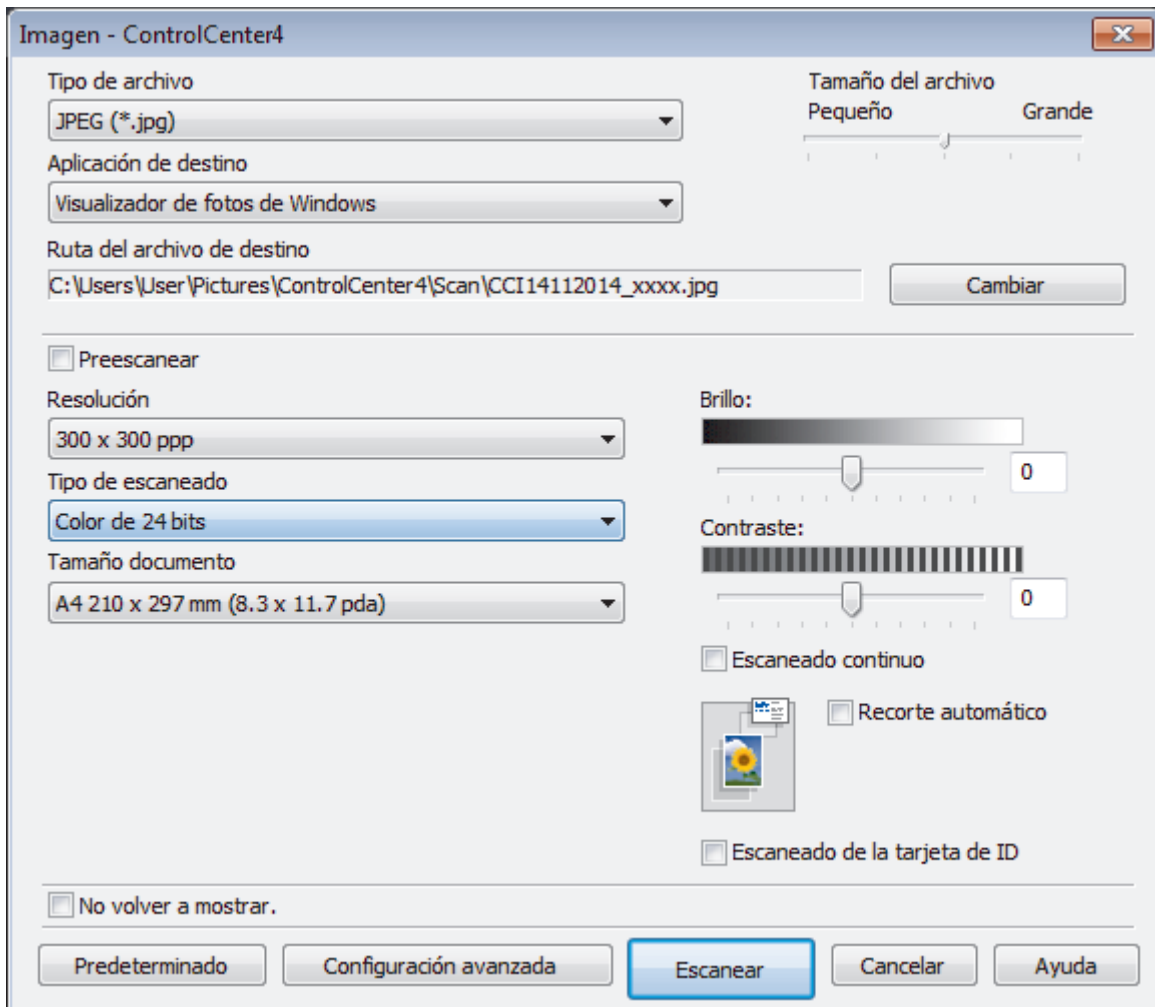 Imagen - ControlCenter4
Tipo de archivo
JPEG (*.jpg)
Tamaño del archivo
Pequeño Grande
Aplicación de destino
Visualizador de fotos de Windows
Ruta del archivo de destino
C:\Users\User\Pictures\ControlCenter4\Scan\CCI14112014_xxxx.jpg
Cambiar
Preescanear
Resolución
300 x 300 ppp
Tipo de escaneado
Color de 24 bits
Tamaño documento
A4 210 x 297 mm (8.3 x 11.7 pda)
Brillo:
0
Contraste:
0
Escaneado continuo
Recorte automático
Escaneado de la tarjeta de ID
No volver a mostrar.
Predeterminado Configuración avanzada Escanear Cancelar Ayuda